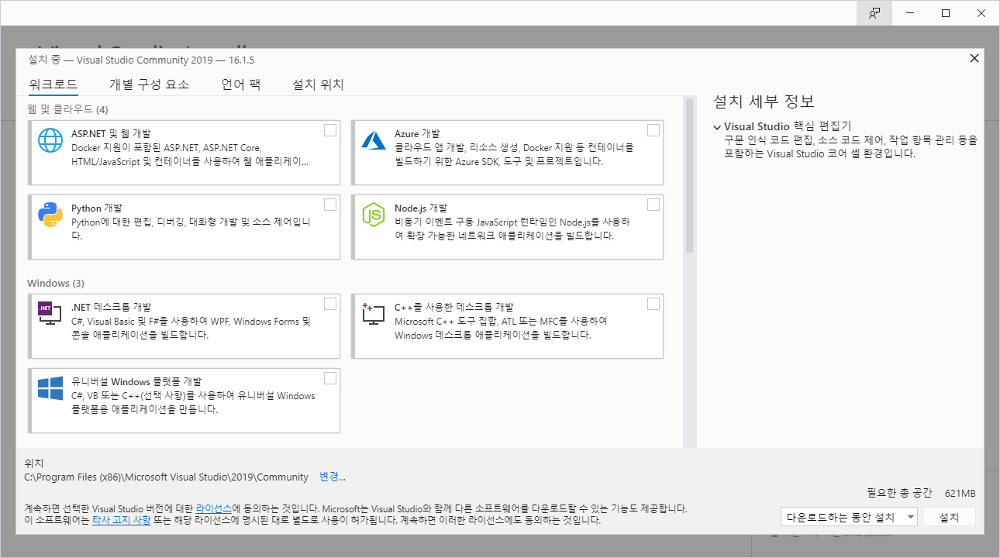 설치 중 — Visual Studio Community 2019 — 16.1.5
워크로드 개별 구성 요소 언어 팩 설치 위치
웹 및 클라우드 (4)
ASP.NET 및 웹 개발
Docker 지원이 포함된 ASP.NET, ASP.NET Core,
HTML/JavaScript 및 컨테이너를 사용하여 웹 애플리케이...
Azure 개발
클라우드 앱 개발, 리소스 생성, Docker 지원 등 컨테이너를
빌드하기 위한 Azure SDK, 도구 및 프로젝트입니다.
Python 개발
Python에 대한 편집, 디버깅, 대화형 개발 및 소스 제어입니
다.
Node.js 개발
비동기 이벤트 구동 JavaScript 런타임인 Node.js를 사용하
여 확장 가능한 네트워크 애플리케이션을 빌드합니다.
Windows (3)
.NET 데스크톱 개발
C#, Visual Basic 및 F#을 사용하여 WPF, Windows Forms 및
콘솔 애플리케이션을 빌드합니다.
C++를 사용한 데스크톱 개발
Microsoft C++ 도구 집합, ATL 또는 MFC를 사용하여
Windows 데스크톱 애플리케이션을 빌드합니다.
유니버설 Windows 플랫폼 개발
C#, VB 또는 C++(선택 사항)를 사용하여 유니버설 Windows
플랫폼용 애플리케이션을 만듭니다.
설치 세부 정보
Visual Studio 핵심 편집기
구문 인식 코드 편집, 소스 코드 제어, 작업 항목 관리 등을
포함하는 Visual Studio 코어 셸 환경입니다.
위치
C:\Program Files (x86)\Microsoft Visual Studio\2019\Community 변경...
필요한 총 공간 621MB
계속하면 선택한 Visual Studio 버전에 대한 라이선스에 동의하는 것입니다. Microsoft는 Visual Studio와 함께 다른 소프트웨어를 다운로드할 수 있는 기능도 제공합니다.
이 소프트웨어는 타사 고지 사항 또는 해당 라이선스에 명시된 대로 별도로 사용이 허가됩니다. 계속하면 이러한 라이선스에도 동의하는 것입니다.
다운로드하는 동안 설치 설치